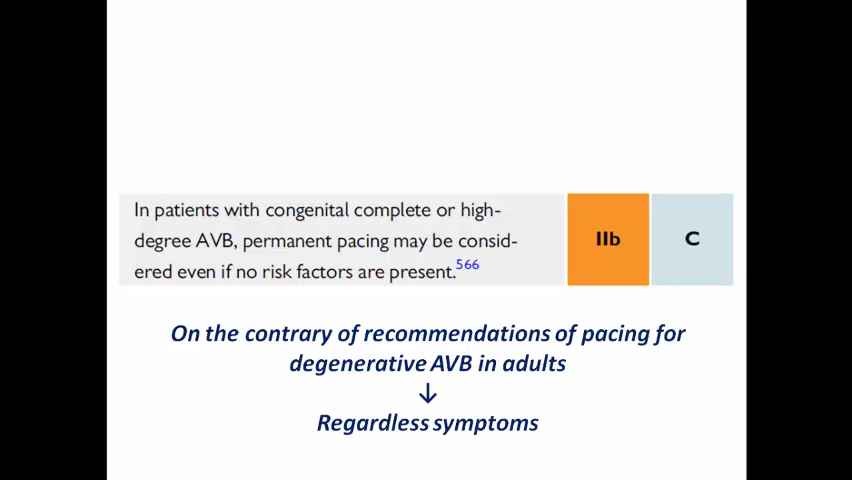 In patients with congenital complete or high-
degree AVB, permanent pacing may be consid-
ered even if no risk factors are present.566
IIb
C
On the contrary of recommendations of pacing for
degenerative AVB in adults
↓
Regardless symptoms